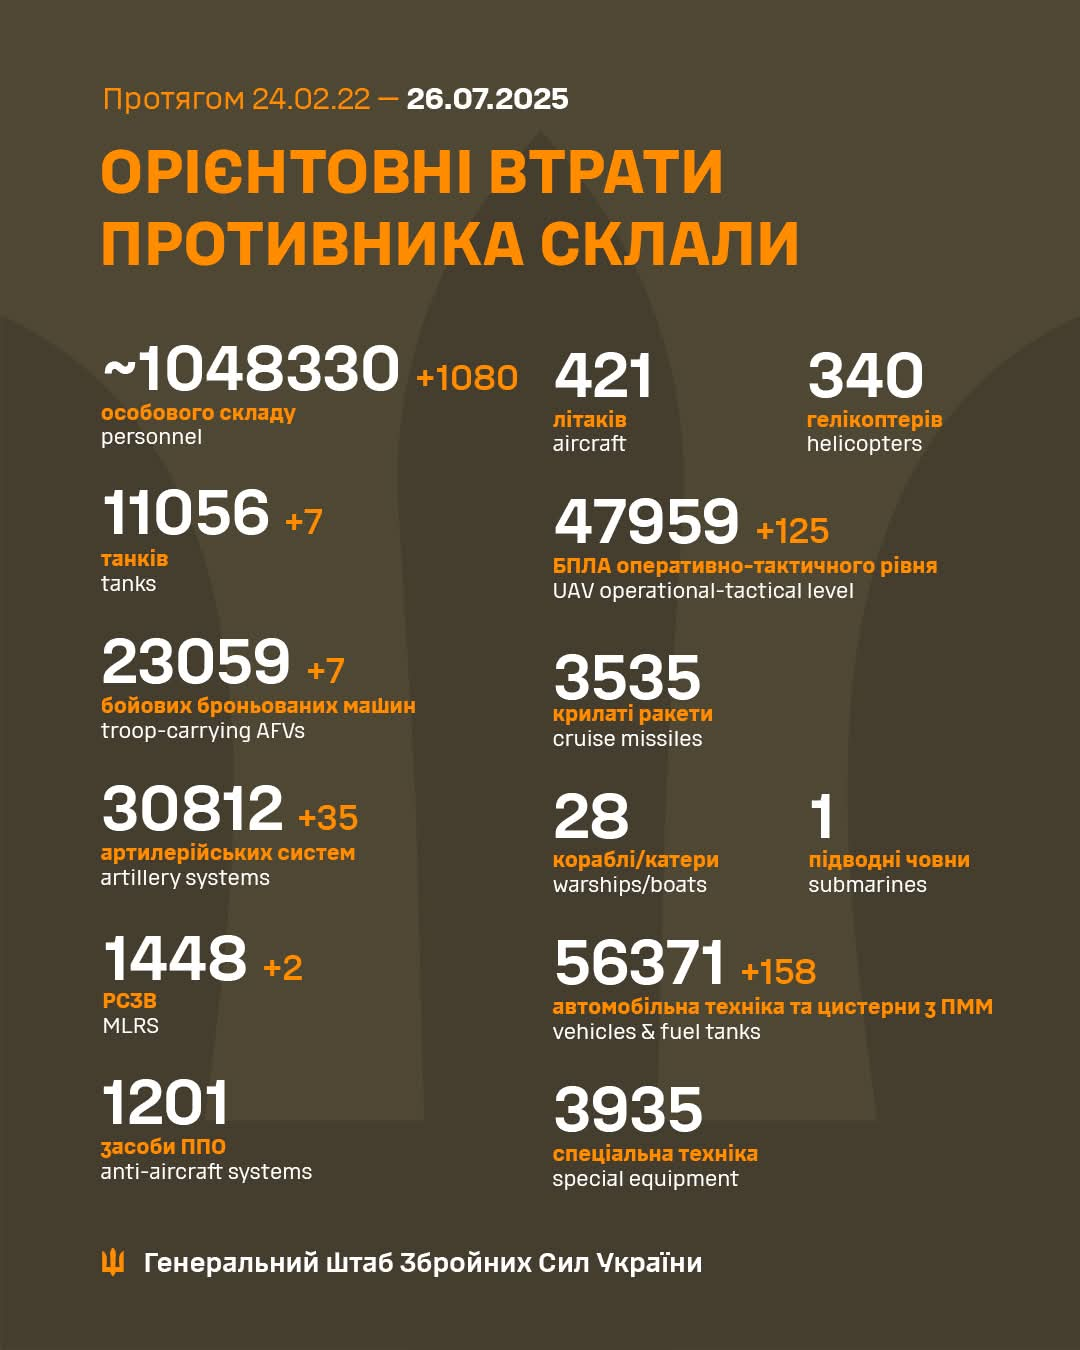 Протягом 24.02.22 — 26.07.2025
ОРІЄНТОВНІ ВТРАТИ
ПРОТИВНИКА СКЛАЛИ
~1048330 +1080
особового складу
personnel
421
літаків
aircraft
340
гелікоптерів
helicopters
11056 +7
танків
tanks
47959 +125
БПЛА оперативно-тактичного рівня
UAV operational-tactical level
23059 +7
бойових броньованих машин
troop-carrying AFVs
3535
крилаті ракети
cruise missiles
30812 +35
артилерійських систем
artillery systems
28
кораблі/катери
warships/boats
1
підводні човни
submarines
1448 +2
РСЗВ
MLRS
56371 +158
автомобільна техніка та цистерни з ПММ
vehicles & fuel tanks
1201
засоби ППО
anti-aircraft systems
3935
спеціальна техніка
special equipment
Генеральний штаб Збройних Сил України